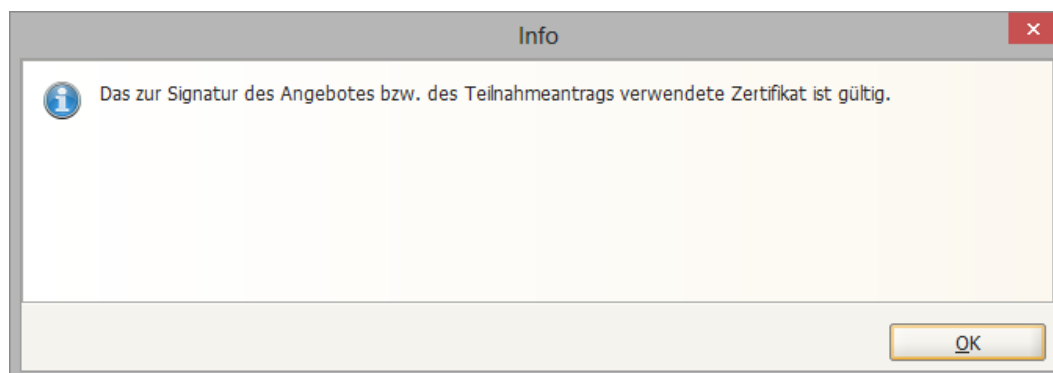 Info
Das zur Signatur des Angebotes bzw. des Teilnahmeantrags verwendete Zertifikat ist gültig.
OK